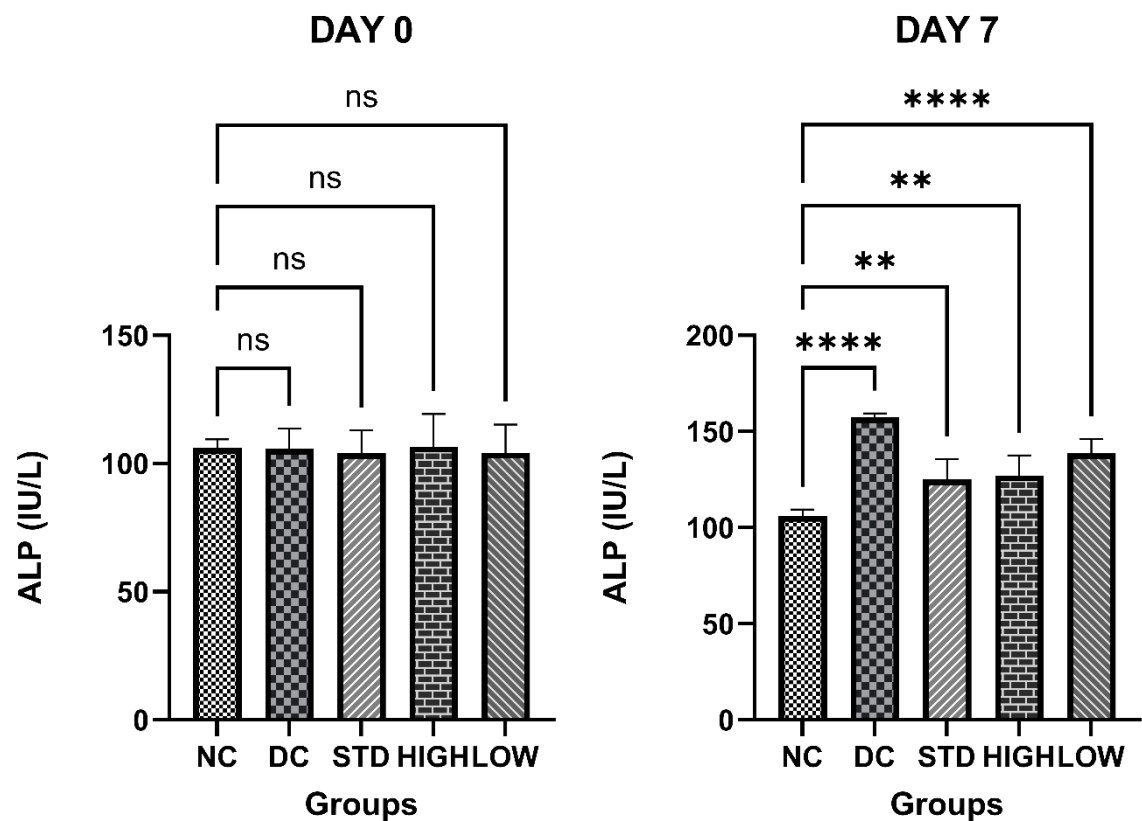 DAY 0
ns
ns
ns
ns
150
100
50
0
ALP (IU/L)
NC DC STD HIGH LOW
Groups
DAY 7
****
**
**
****
200
150
100
50
0
ALP (IU/L)
NC DC STD HIGH LOW
Groups